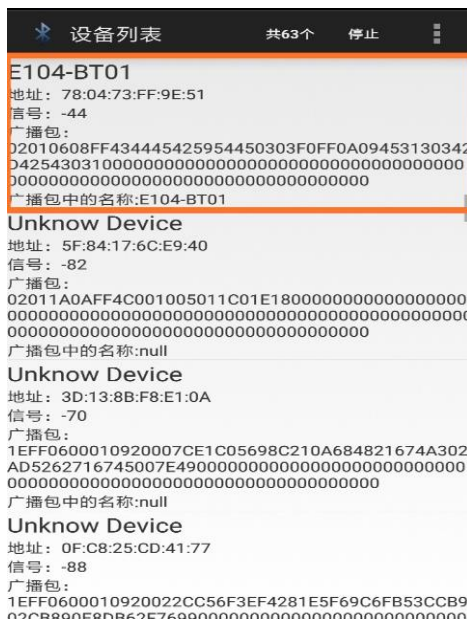 设备列表 共63个 停止
E104-BT01
地址：78:04:73:FF:9E:51
信号：-44
广播包：
02010608FF434445425954450303F0FF0A09453130342
D42543031000000000000000000000000000000000
000000000000000000000000000000000000
广播包中的名称:E104-BT01
Unknow Device
地址：5F:84:17:6C:E9:40
信号：-82
广播包：
02011A0AFF4C001005011C01E18000000000000000000
000000000000000000000000000000000000000000000
000000000000000000000000000000000000
广播包中的名称:null
Unknow Device
地址：3D:13:8B:F8:E1:0A
信号：-70
广播包：
1EFF0600010920007CE1C05698C210A684821674A302
AD5262716745007E490000000000000000000000000
0000000000000000000000000000000000000
广播包中的名称:null
Unknow Device
地址：0F:C8:25:CD:41:77
信号：-88
广播包：
1EFF0600010920022CC56F3EF4281E5F69C6FB53CCB9